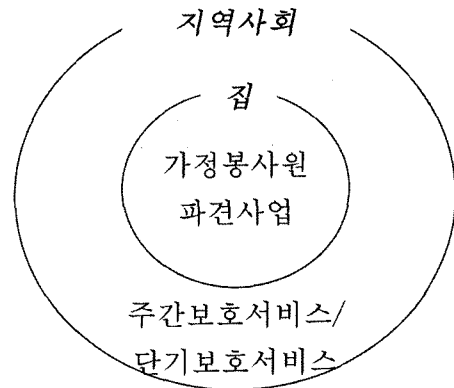 지역사회
집
가정봉사원
파견사업
주간보호서비스/
단기보호서비스